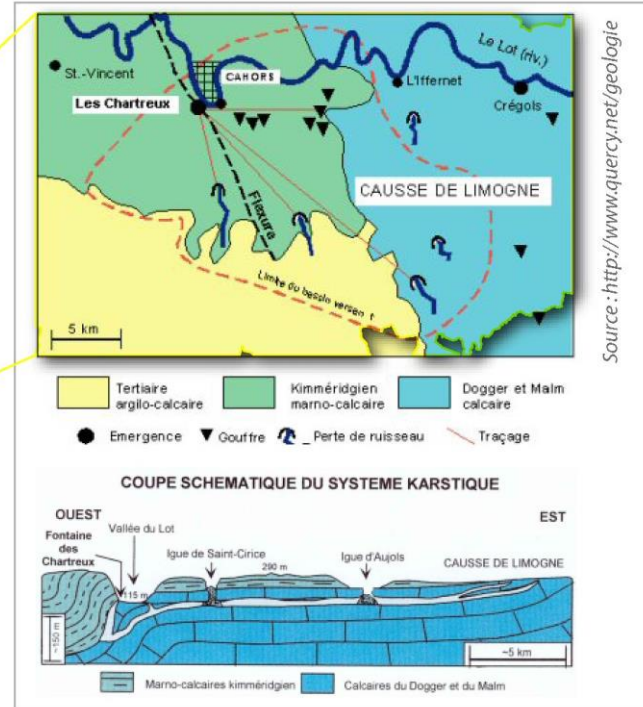 St.-Vincent
CAHORS
Les Chartreux
Le Lot (riv.)
L'Iffernet
Crégols
CAUSSE DE LIMOGNE
Flexure
Limite du bassin versen t
5 km
Source : http://www.quercy.net/geologie
Tertiaire
argilo-calcaire
Kimméridgien
marno-calcaire
Dogger et Malm
calcaire
Emergence
Gouffre
Perte de ruisseau
Traçage
COUPE SCHEMATIQUE DU SYSTEME KARSTIQUE
OUEST
EST
Fontaine
des
Chartreux
Vallée du Lot
Igue de Saint-Cirice
Igue d'Aujols
CAUSSE DE LIMOGNE
115 m
290 m
~150 m
~5 km
Marno-calcaires kimméridgien
Calcaires du Dogger et du Malm